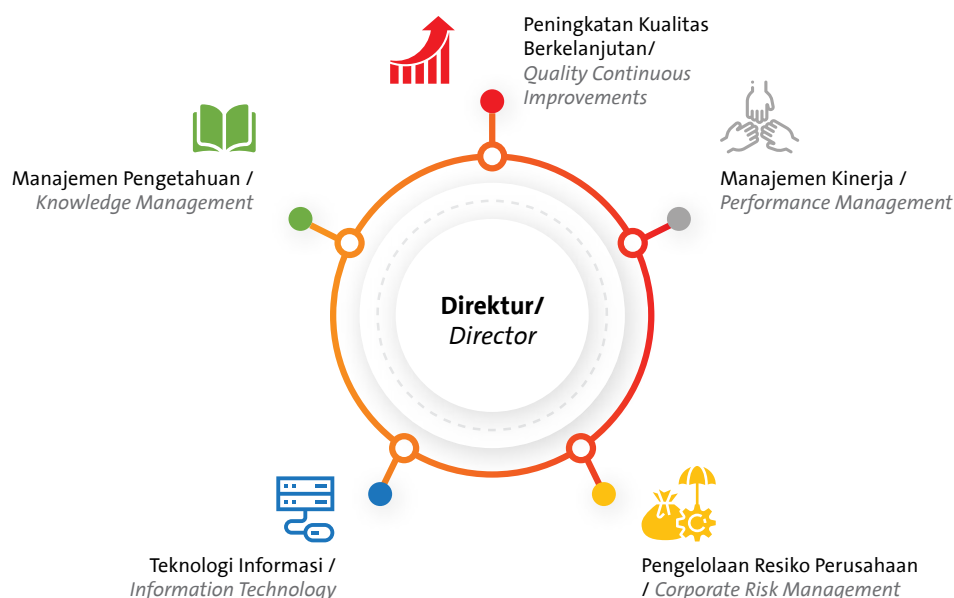 Peningkatan Kualitas
Berkelanjutan/
Quality Continuous
Improvements
Manajemen Pengetahuan /
Knowledge Management
Manajemen Kinerja /
Performance Management
Direktur/
Director
Teknologi Informasi /
Information Technology
Pengelolaan Resiko Perusahaan
/ Corporate Risk Management